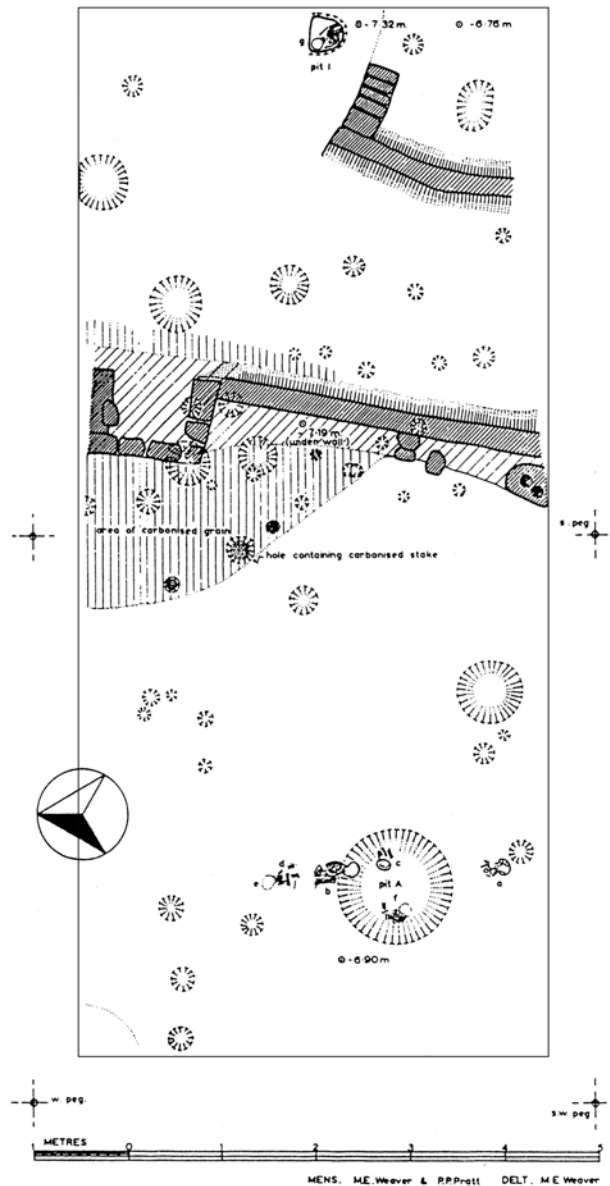 ⊙ - 7·32 m.
⊙ - 6·76 m
g
pit I
⊙
- 7·19 m
(under wall)
area of carbonised grain
s. peg
hole containing carbonised stake
d
e
b
c
pit A
f
a
⊙ - 6·90 m
w. peg.
s.w. peg
METRES
1 0 1 2 3 4 5
MENS. M.E. Weaver & P.P. Pratt DELT. M E Weaver